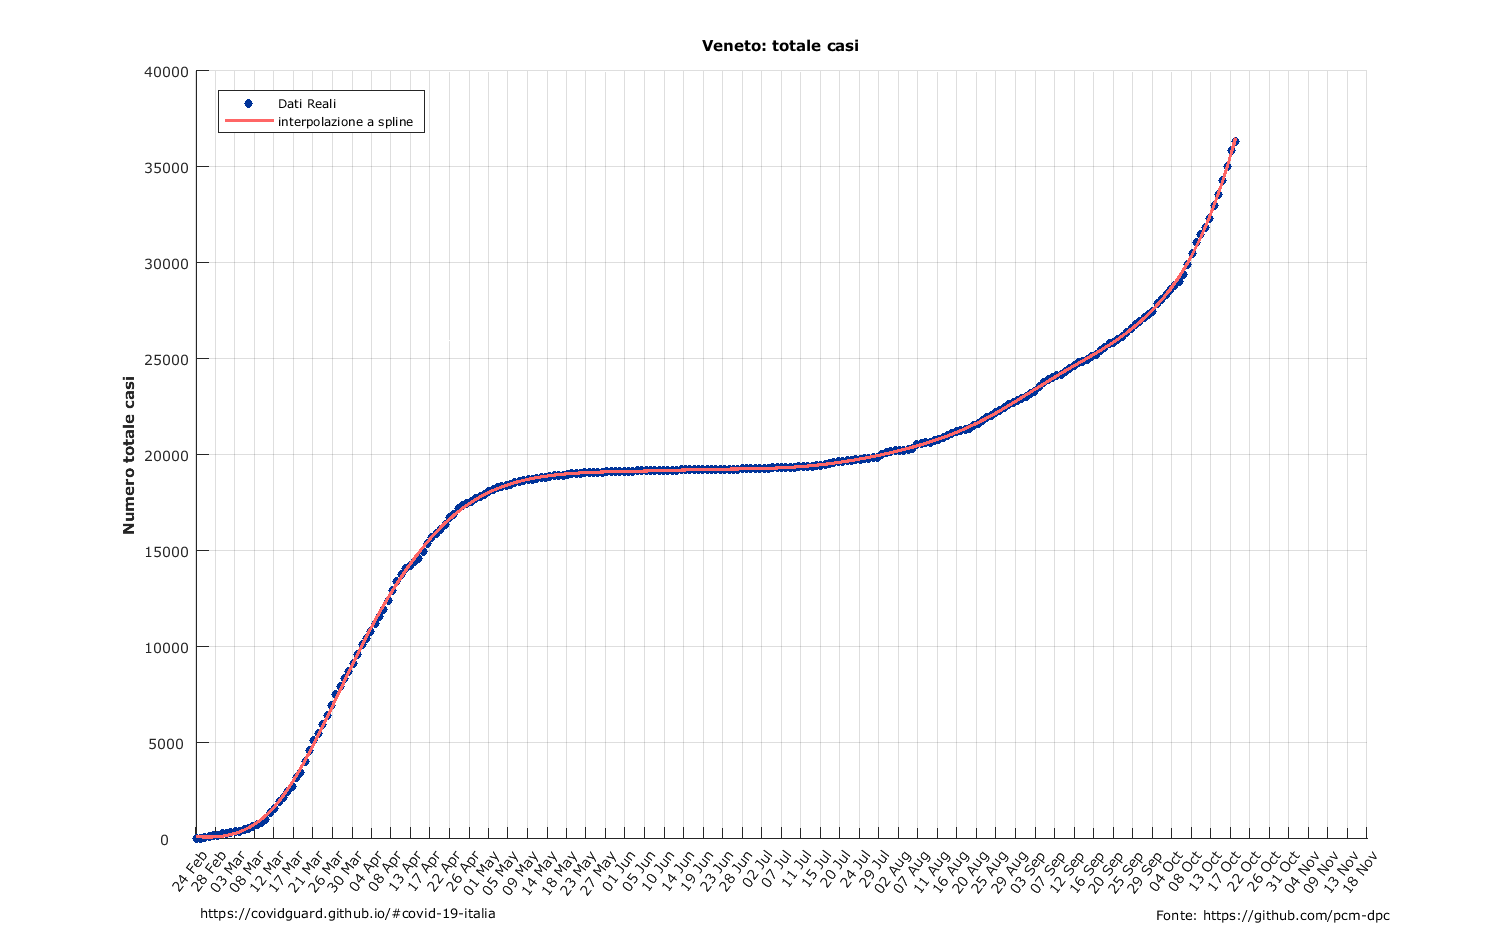 Veneto: totale casi
40000
Dati Reali
interpolazione a spline
35000
30000
25000
20000
15000
10000
5000
0
Numero totale casi
24 Feb
28 Feb
03 Mar
08 Mar
12 Mar
17 Mar
21 Mar
26 Mar
30 Mar
04 Apr
08 Apr
13 Apr
17 Apr
22 Apr
26 Apr
01 May
05 May
09 May
14 May
18 May
23 May
27 May
01 Jun
05 Jun
10 Jun
14 Jun
19 Jun
23 Jun
28 Jun
02 Jul
07 Jul
11 Jul
15 Jul
20 Jul
24 Jul
29 Jul
02 Aug
07 Aug
11 Aug
16 Aug
20 Aug
25 Aug
29 Aug
03 Sep
07 Sep
12 Sep
16 Sep
20 Sep
25 Sep
29 Sep
04 Oct
08 Oct
13 Oct
17 Oct
22 Oct
26 Oct
31 Oct
04 Nov
09 Nov
13 Nov
18 Nov
https://covidguard.github.io/#covid-19-italia
Fonte: https://github.com/pcm-dpc